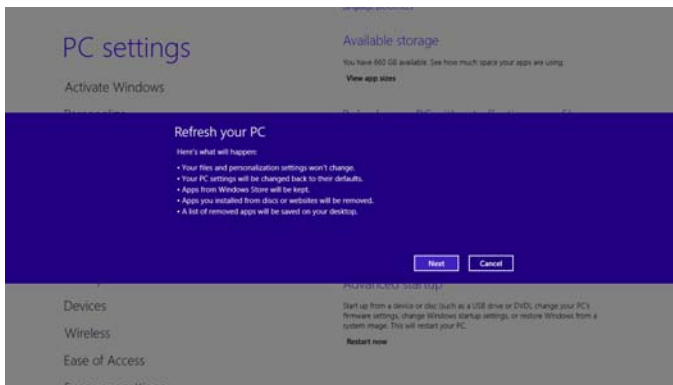 PC settings
Activate Windows
Personalize
Devices
Wireless
Ease of Access
Available storage
You have 660 GB available. See how much space your apps are using.
View app sizes
Refresh your PC
Here's what will happen:
• Your files and personalization settings won't change.
• Your PC settings will be changed back to their defaults.
• Apps from Windows Store will be kept.
• Apps you installed from discs or websites will be removed.
• A list of removed apps will be saved on your desktop.
Next
Cancel
Advanced startup
Start up from a device or disc (such as a USB drive or DVD), change your PC's
firmware settings, change Windows startup settings, or restore Windows from a
system image. This will restart your PC.
Restart now